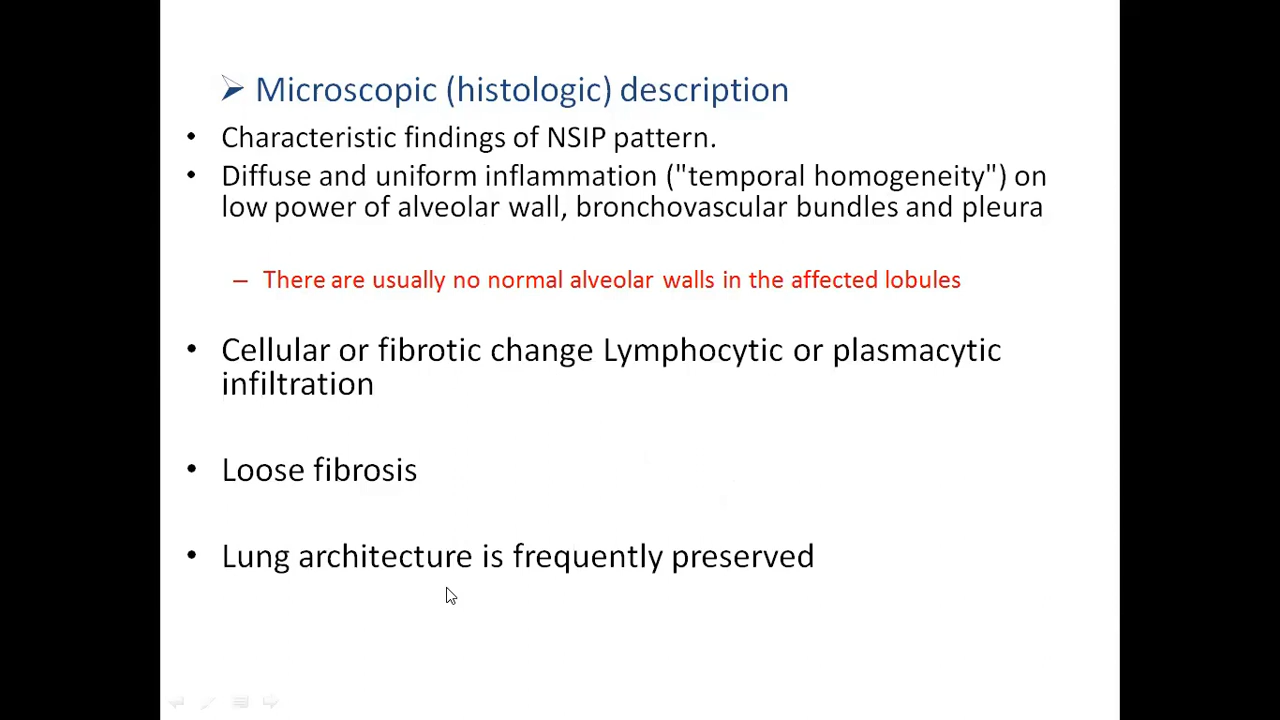 Microscopic (histologic) description
• Characteristic findings of NSIP pattern.
• Diffuse and uniform inflammation ("temporal homogeneity") on
low power of alveolar wall, bronchovascular bundles and pleura
– There are usually no normal alveolar walls in the affected lobules
• Cellular or fibrotic change Lymphocytic or plasmacytic
infiltration
• Loose fibrosis
• Lung architecture is frequently preserved